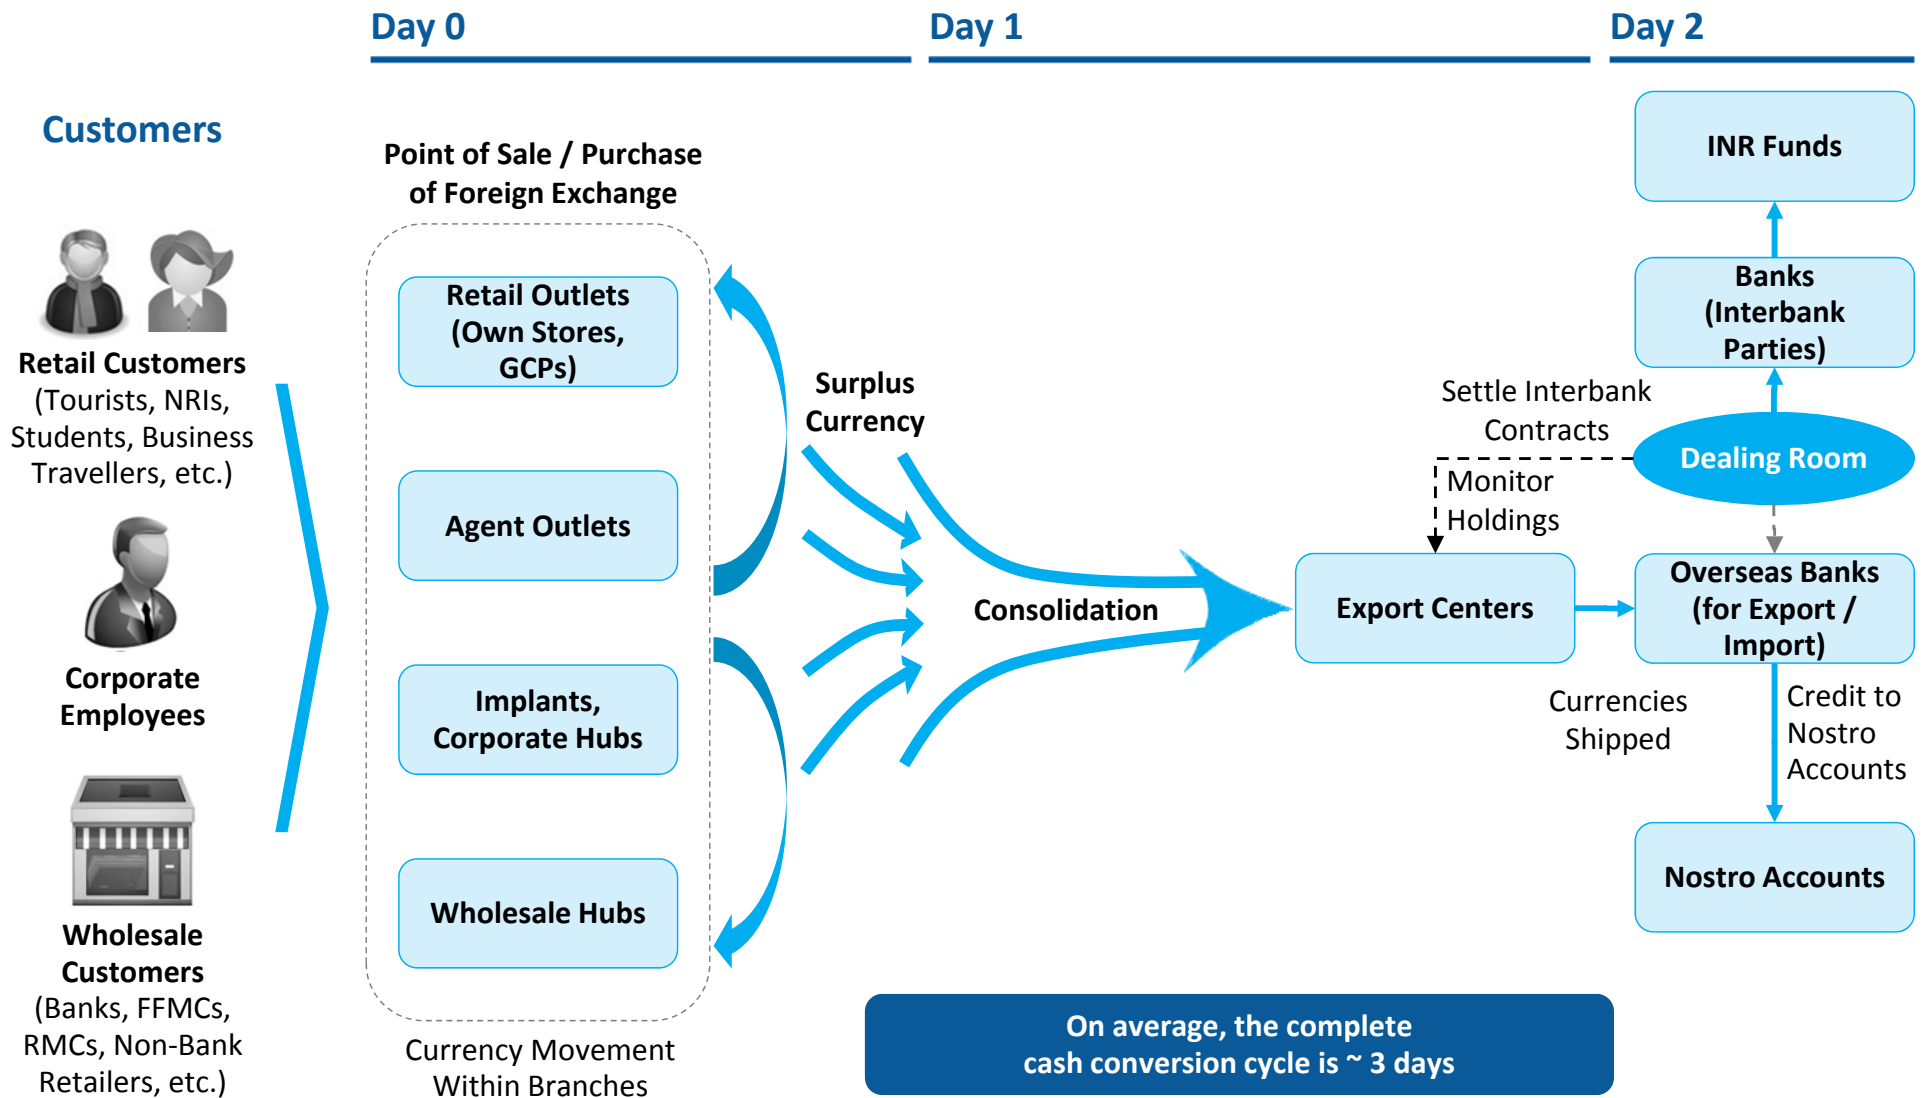 Day 0
Day 1
Day 2
Customers
Retail Customers
(Tourists, NRIs,
Students, Business
Travellers, etc.)
Corporate
Employees
Wholesale
Customers
(Banks, FFMCs,
RMCs, Non-Bank
Retailers, etc.)
Point of Sale / Purchase
of Foreign Exchange
Retail Outlets
(Own Stores,
GCPs)
Agent Outlets
Implants,
Corporate Hubs
Wholesale Hubs
Currency Movement
Within Branches
Surplus
Currency
Consolidation
Export Centers
Settle Interbank
Contracts
Monitor
Holdings
INR Funds
Banks
(Interbank
Parties)
Dealing Room
Overseas Banks
(for Export /
Import)
Currencies
Shipped
Credit to
Nostro
Accounts
Nostro Accounts
On average, the complete
cash conversion cycle is ~ 3 days